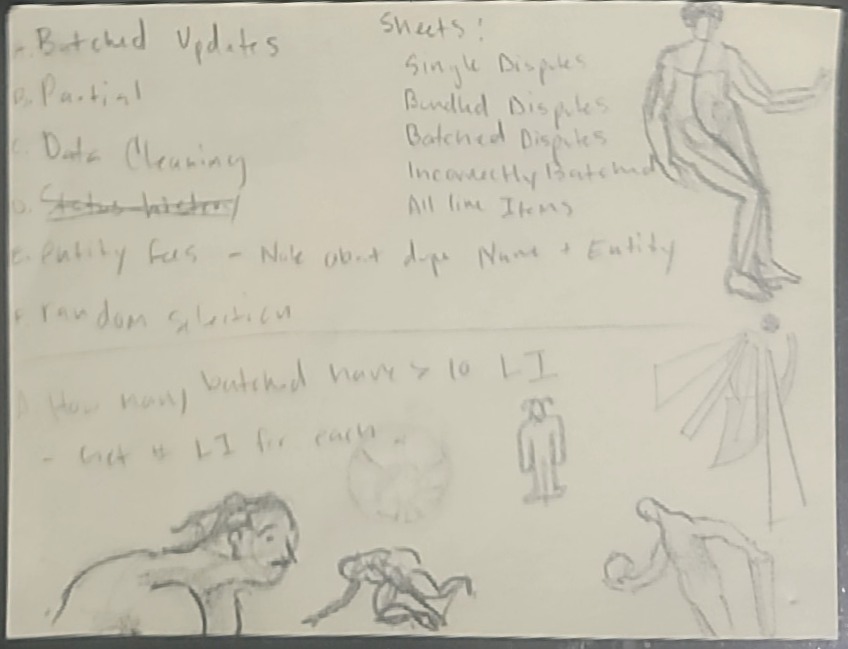 A. Batched Updates
B. Partial
C. Data Cleaning
D. Status history
E. Entity fees - Note about dupe Name + Entity
F. random selection
Sheets!
Single Disputes
Bundled Disputes
Batched Disputes
Incorrectly Batched
All line Items
D. How many batched have > 10 LI
- Get # LI for each